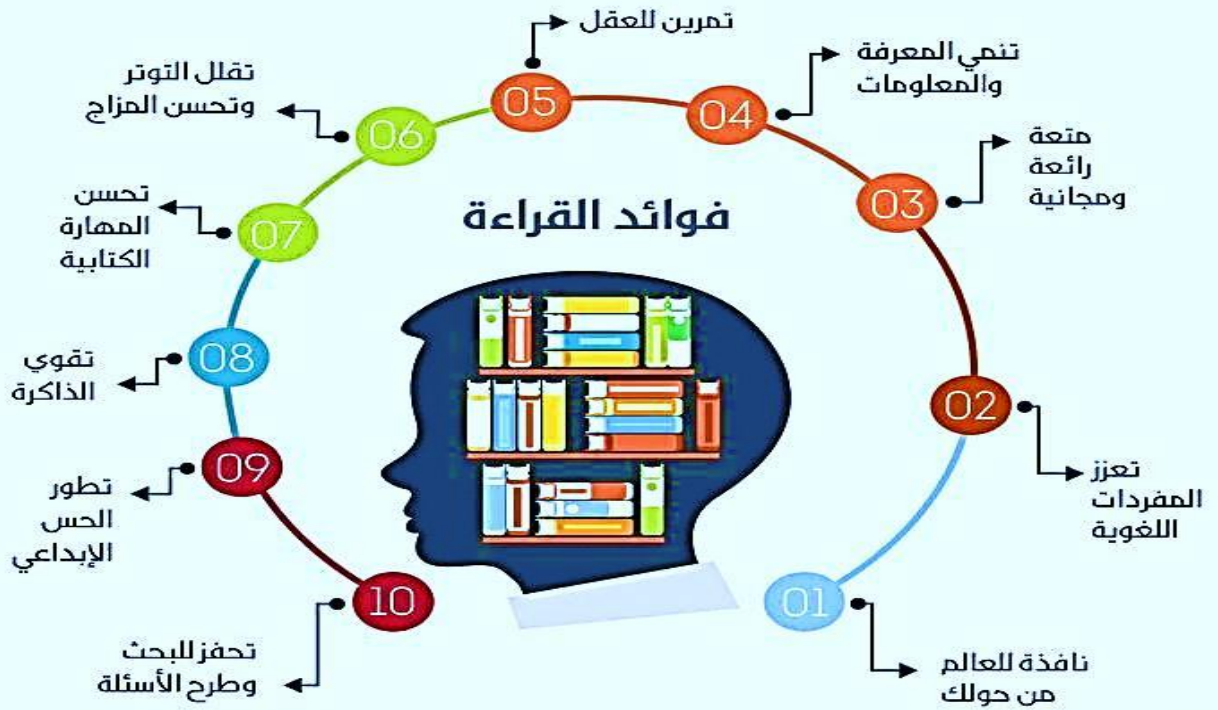 فوائد القراءة
01
نافذة للعالم
من حولك
02
تعزز
المفردات
اللغوية
03
متعة
رائعة
ومجانية
04
تنمي المعرفة
والمعلومات
05
تمرين للعقل
06
تقلل التوتر
وتحسن المزاج
07
تحسن
المهارة
الكتابية
08
تقوي
الذاكرة
09
تطور
الحس
الإبداعي
10
تحفز للبحث
وطرح الأسئلة